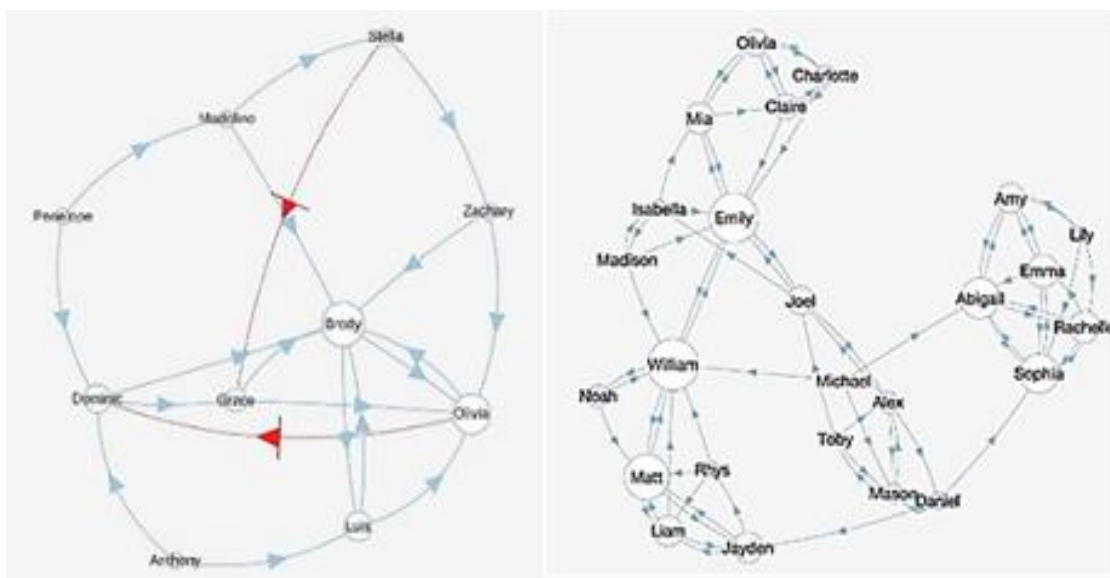 Stella
Zachary
Brody
Dominic
Grace
Olivia
Luis
Anthony
Olivia
Charlotte
Claire
Mia
Isabella
Emily
Madison
Joel
William
Michael
Noah
Alex
Toby
Matt
Rhys
Mason
Daniel
Liam
Jayden
Amy
Lily
Emma
Abigail
Rachelle
Sophia